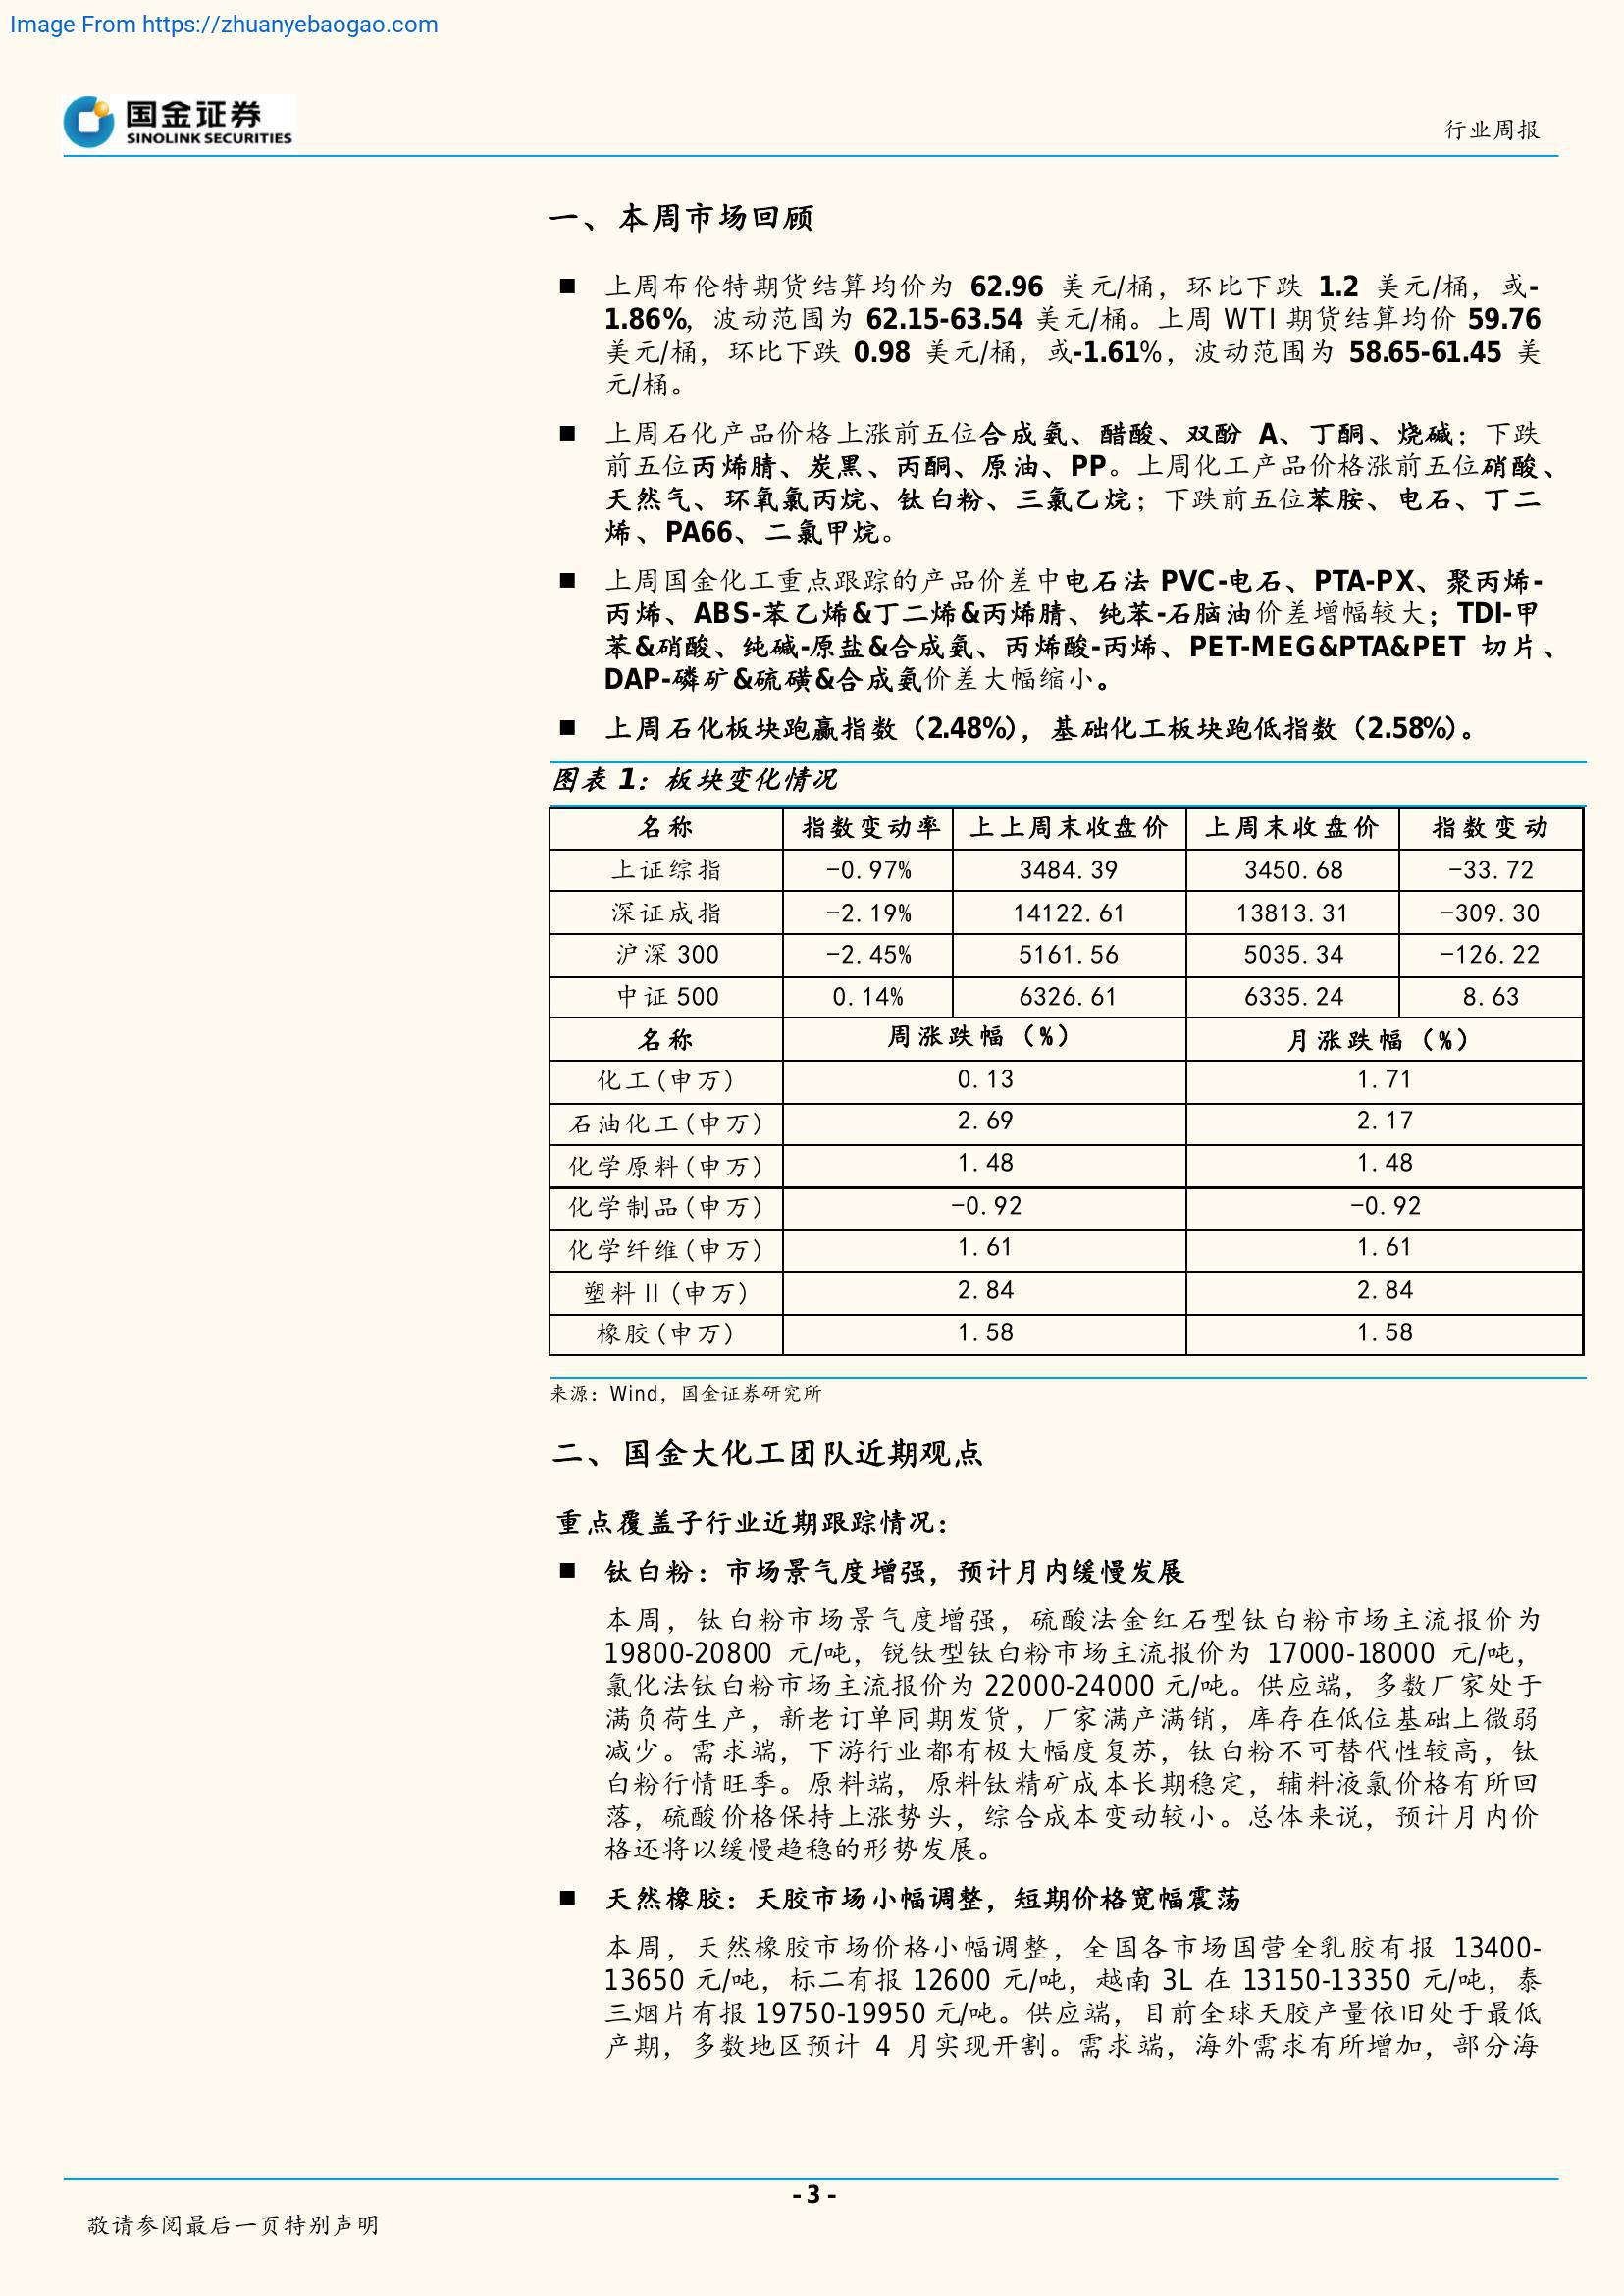 Image From https://zhuanyebaogao.com
国金证券
SINOLINK SECURITIES
行业周报
一、本周市场回顾
■ 上周布伦特期货结算均价为 62.96 美元/桶，环比下跌 1.2 美元/桶，或-
1.86%，波动范围为 62.15-63.54 美元/桶。上周 WTI 期货结算均价 59.76
美元/桶，环比下跌 0.98 美元/桶，或-1.61%，波动范围为 58.65-61.45 美
元/桶。
■ 上周石化产品价格上涨前五位合成氨、醋酸、双酚 A、丁酮、烧碱；下跌
前五位丙烯腈、炭黑、丙酮、原油、PP。上周化工产品价格涨前五位硝酸、
天然气、环氧氯丙烷、钛白粉、三氯乙烷；下跌前五位苯胺、电石、丁二
烯、PA66、二氯甲烷。
■ 上周国金化工重点跟踪的产品价差中电石法 PVC-电石、PTA-PX、聚丙烯-
丙烯、ABS-苯乙烯&丁二烯&丙烯腈、纯苯-石脑油价差增幅较大；TDI-甲
苯&硝酸、纯碱-原盐&合成氨、丙烯酸-丙烯、PET-MEG&PTA&PET 切片、
DAP-磷矿&硫磺&合成氨价差大幅缩小。
■ 上周石化板块跑赢指数（2.48%），基础化工板块跑低指数（2.58%）。
图表 1：板块变化情况
名称 指数变动率 上上周末收盘价 上周末收盘价 指数变动
上证综指 -0.97% 3484.39 3450.68 -33.72
深证成指 -2.19% 14122.61 13813.31 -309.30
沪深 300 -2.45% 5161.56 5035.34 -126.22
中证 500 0.14% 6326.61 6335.24 8.63
名称 周涨跌幅（%） 月涨跌幅（%）
化工(申万) 0.13 1.71
石油化工(申万) 2.69 2.17
化学原料(申万) 1.48 1.48
化学制品(申万) -0.92 -0.92
化学纤维(申万) 1.61 1.61
塑料 II (申万) 2.84 2.84
橡胶(申万) 1.58 1.58
来源：Wind，国金证券研究所
二、国金大化工团队近期观点
重点覆盖子行业近期跟踪情况：
■ 钛白粉：市场景气度增强，预计月内缓慢发展
本周，钛白粉市场景气度增强，硫酸法金红石型钛白粉市场主流报价为
19800-20800 元/吨，锐钛型钛白粉市场主流报价为 17000-18000 元/吨，
氯化法钛白粉市场主流报价为 22000-24000 元/吨。供应端，多数厂家处于
满负荷生产，新老订单同期发货，厂家满产满销，库存在低位基础上微弱
减少。需求端，下游行业都有极大幅度复苏，钛白粉不可替代性较高，钛
白粉行情旺季。原料端，原料钛精矿成本长期稳定，辅料液氯价格有所回
落，硫酸价格保持上涨势头，综合成本变动较小。总体来说，预计月内价
格还将以缓慢趋稳的形势发展。
■ 天然橡胶：天胶市场小幅调整，短期价格宽幅震荡
本周，天然橡胶市场价格小幅调整，全国各市场国营全乳胶有报 13400-
13650 元/吨，标二有报 12600 元/吨，越南 3L 在 13150-13350 元/吨，泰
三烟片有报 19750-19950 元/吨。供应端，目前全球天胶产量依旧处于最低
产期，多数地区预计 4 月实现开割。需求端，海外需求有所增加，部分海
- 3 -
敬请参阅最后一页特别声明